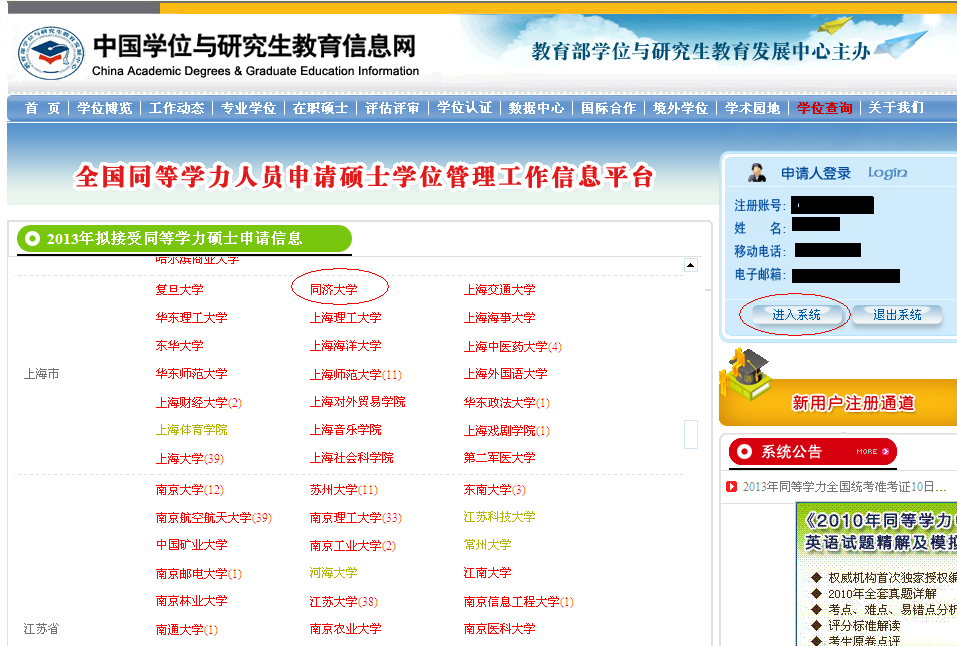 中国学位与研究生教育信息网
China Academic Degrees & Graduate Education Information
教育部学位与研究生教育发展中心主办
首 页 | 学位博览 | 工作动态 | 专业学位 | 在职硕士 | 评估评审 | 学位认证 | 数据中心 | 国际合作 | 境外学位 | 学术园地 | 学位查询 | 关于我们
全国同等学力人员申请硕士学位管理工作信息平台
申请人登录 Login
注册账号:
姓 名:
移动电话:
电子邮箱:
进入系统 退出系统
新用户注册通道
系统公告 MORE
2013年同等学力全国统考准考证10日...
《2010年同等学力
英语试题精解及模拟
权威机构首次独家授权编
2010年全套真题详解
考点、难点、易错点分析
评分标准解读
考生原卷点评
2013年拟接受同等学力硕士申请信息
哈尔滨商业大学
上海市
复旦大学 同济大学 上海交通大学
华东理工大学 上海理工大学 上海海事大学
东华大学 上海海洋大学 上海中医药大学(4)
华东师范大学 上海师范大学(11) 上海外国语大学
上海财经大学(2) 上海对外贸易学院 华东政法大学(1)
上海体育学院 上海音乐学院 上海戏剧学院(1)
上海大学(39) 上海社会科学院 第二军医大学
江苏省
南京大学(12) 苏州大学(11) 东南大学(3)
南京航空航天大学(39) 南京理工大学(33) 江苏科技大学
中国矿业大学 南京工业大学(2) 常州大学
南京邮电大学(1) 河海大学 江南大学
南京林业大学 江苏大学(38) 南京信息工程大学(1)
南通大学(1) 南京农业大学 南京医科大学